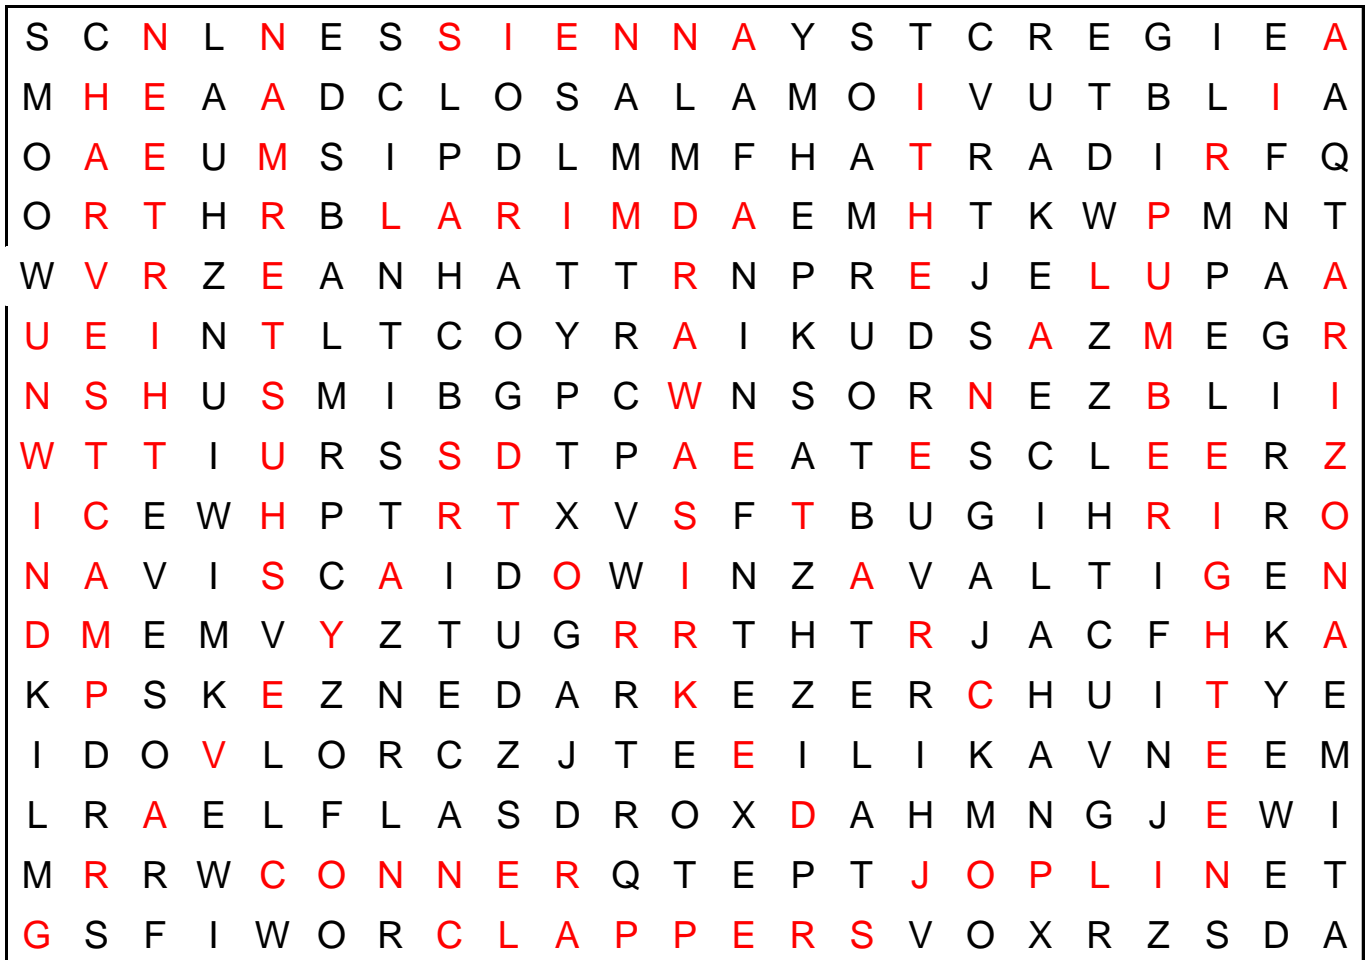 S C N L N E S S I E N N A Y S T C R E G I E A
M H E A A D C L O S A L A M O I V U T B L I A
O A E U M S I P D L M M F H A T R A D I R F Q
O R T H R B L A R I M D A E M H T K W P M N T
W V R Z E A N H A T T R N P R E J E L U P A A
U E I N T L T C O Y R A I K U D S A Z M E G R
N S H U S M I B G P C W N S O R N E Z B L I I
W T T I U R S S D T P A E A T E S C L E E R Z
I C E W H P T R T X V S F T B U G I H R I R O
N A V I S C A I D O W I N Z A V A L T I G E N
D M E M V Y Z T U G R R T H T R J A C F H K A
K P S K E Z N E D A R K E Z E R C H U I T Y E
I D O V L O R C Z J T E E I L I K A V N E E M
L R A E L F L A S D R O X D A H M N G J E W I
M R R W C O N N E R Q T E P T J O P L I N E T
G S F I W O R C L A P P E R S V O X R Z S D A